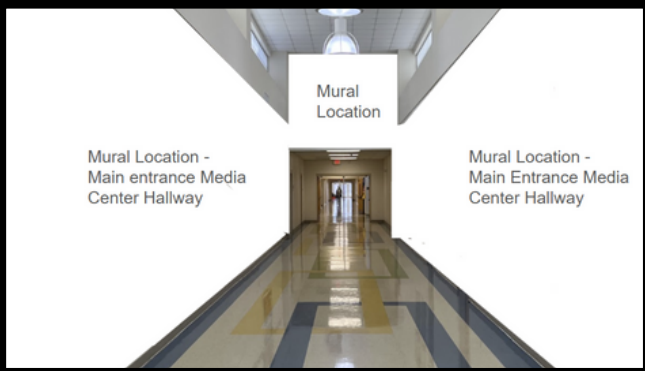 Mural
Location
Mural Location -
Main entrance Media
Center Hallway
Mural Location -
Main Entrance Media
Center Hallway